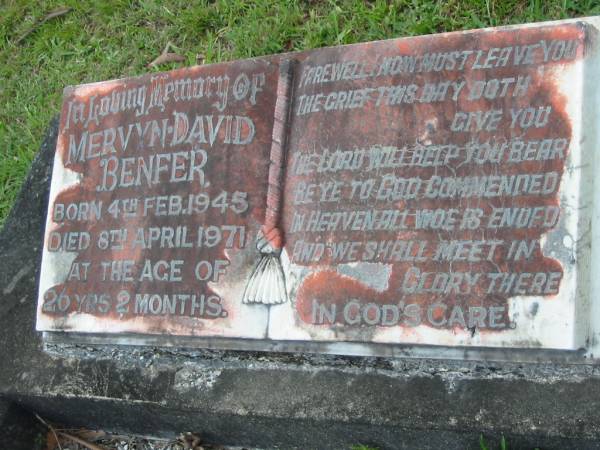 In Loving Memory OF
MERVYN DAVID
BENFER
BORN 4TH FEB. 1945
DIED 8TH APRIL 1971
AT THE AGE OF
26 YRS 2 MONTHS.
FAREWELL I NOW MUST LEAVE YOU
THE GRIEF THIS DAY DOTH
GIVE YOU
THE LORD WILL HELP YOU BEAR
BE YE TO GOD COMMENDED
IN HEAVEN ALL WOE IS ENDED
AND WE SHALL MEET IN
GLORY THERE
IN GOD'S CARE.